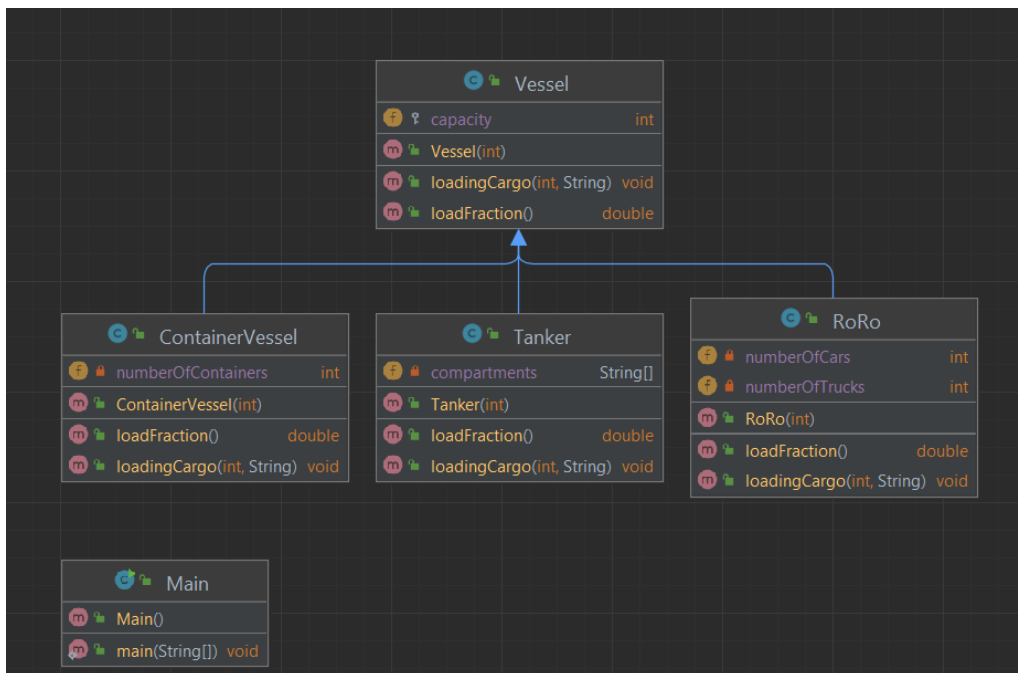 Vessel
capacity int
Vessel(int)
loadingCargo(int, String) void
loadFraction() double
ContainerVessel
numberOfContainers int
ContainerVessel(int)
loadFraction() double
loadingCargo(int, String) void
Tanker
compartments String[]
Tanker(int)
loadFraction() double
loadingCargo(int, String) void
RoRo
numberOfCars int
numberOfTrucks int
RoRo(int)
loadFraction() double
loadingCargo(int, String) void
Main
Main()
main(String[]) void